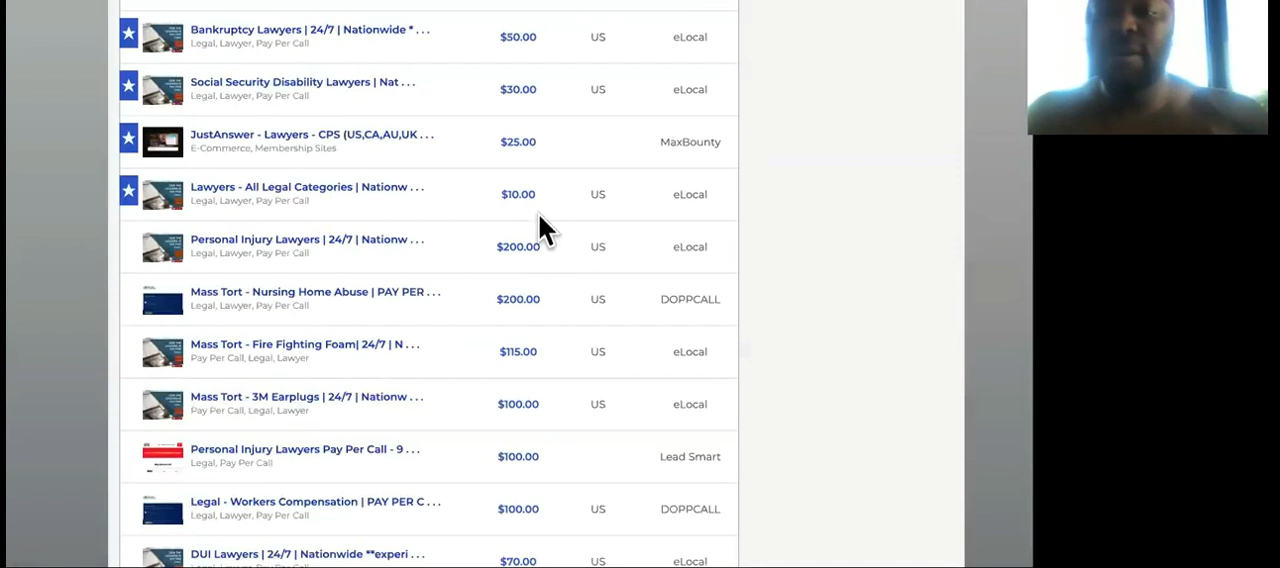 Bankruptcy Lawyers | 24/7 | Nationwide * . . .
Legal, Lawyer, Pay Per Call
$50.00
US
eLocal
Social Security Disability Lawyers | Nat . . .
Legal, Lawyer, Pay Per Call
$30.00
US
eLocal
JustAnswer - Lawyers - CPS (US,CA,AU,UK . . .
E-Commerce, Membership Sites
$25.00
MaxBounty
Lawyers - All Legal Categories | Nationw . . .
Legal, Lawyer, Pay Per Call
$10.00
US
eLocal
Personal Injury Lawyers | 24/7 | Nationw . . .
Legal, Lawyer, Pay Per Call
$200.00
US
eLocal
Mass Tort - Nursing Home Abuse | PAY PER . . .
Legal, Lawyer, Pay Per Call
$200.00
US
DOPPCALL
Mass Tort - Fire Fighting Foam| 24/7 | N . . .
Pay Per Call, Legal, Lawyer
$115.00
US
eLocal
Mass Tort - 3M Earplugs | 24/7 | Nationw . . .
Pay Per Call, Legal, Lawyer
$100.00
US
eLocal
Personal Injury Lawyers Pay Per Call - 9 . . .
Legal, Pay Per Call
$100.00
Lead Smart
Legal - Workers Compensation | PAY PER C . . .
Legal, Lawyer, Pay Per Call
$100.00
US
DOPPCALL
DUI Lawyers | 24/7 | Nationwide **experi . . .
$70.00
US
eLocal